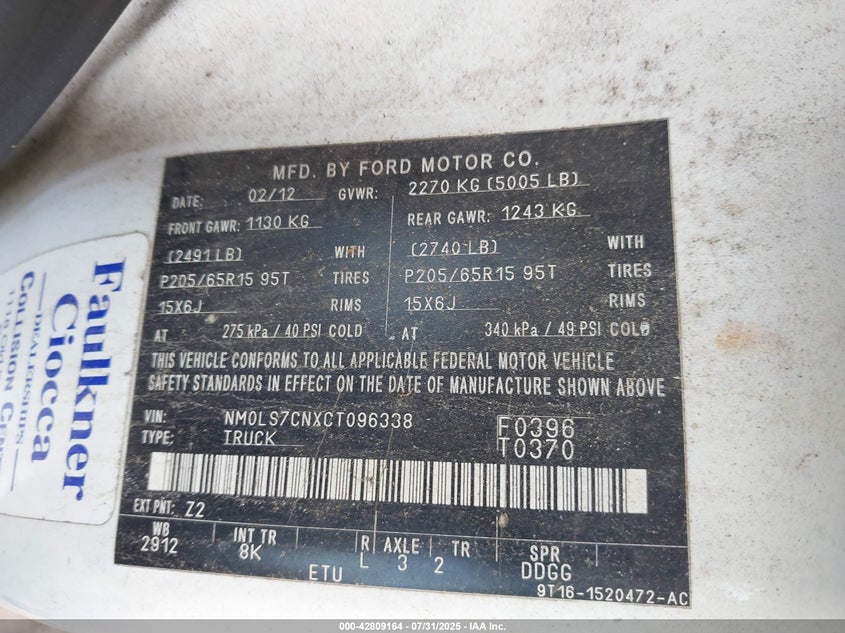 MFD. BY FORD MOTOR CO.
DATE: 02/12 GVWR: 2270 KG (5005 LB)
FRONT GAWR: 1130 KG REAR GAWR: 1243 KG
(2491 LB) WITH (2740 LB) WITH
P205/65R15 95T TIRES P205/65R15 95T TIRES
15X6J RIMS 15X6J RIMS
AT 275 kPa / 40 PSI COLD AT 340 kPa / 49 PSI COLD
THIS VEHICLE CONFORMS TO ALL APPLICABLE FEDERAL MOTOR VEHICLE
SAFETY STANDARDS IN EFFECT ON THE DATE OF MANUFACTURE SHOWN ABOVE
VIN: NM0LS7CNXCT096338 F0396
TYPE: TRUCK T0370
EXT PNT: Z2
WB INT TR R AXLE TR SPR
2912 8K L 3 2 DDGG
ETU 9T16-1520472-AC
Faulkner
Ciocca
DEALERSHIPS
COLLISION
000-42809164 - 07/31/2025 - IAA Inc.